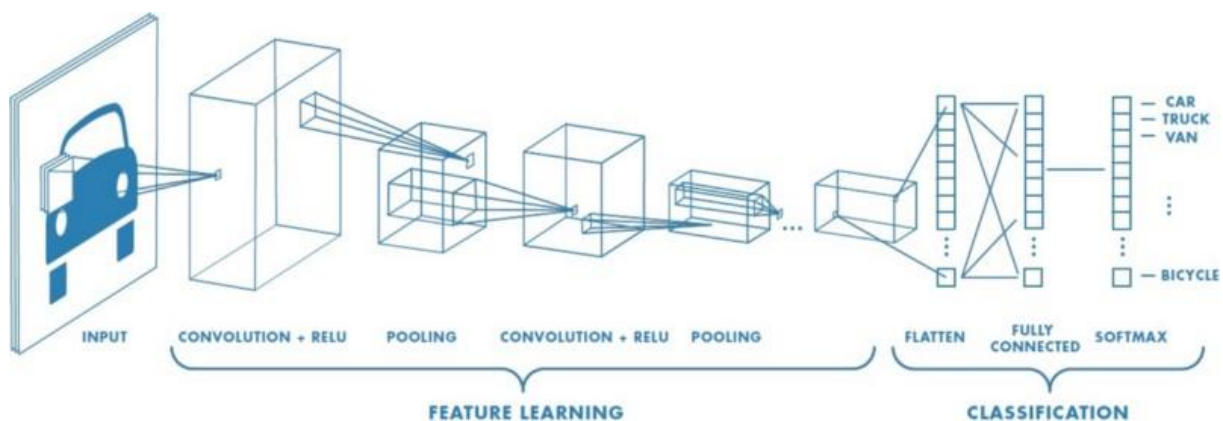 CAR
TRUCK
VAN
BICYCLE
INPUT
CONVOLUTION + RELU
POOLING
CONVOLUTION + RELU
POOLING
FLATTEN
FULLY
CONNECTED
SOFTMAX
FEATURE LEARNING
CLASSIFICATION